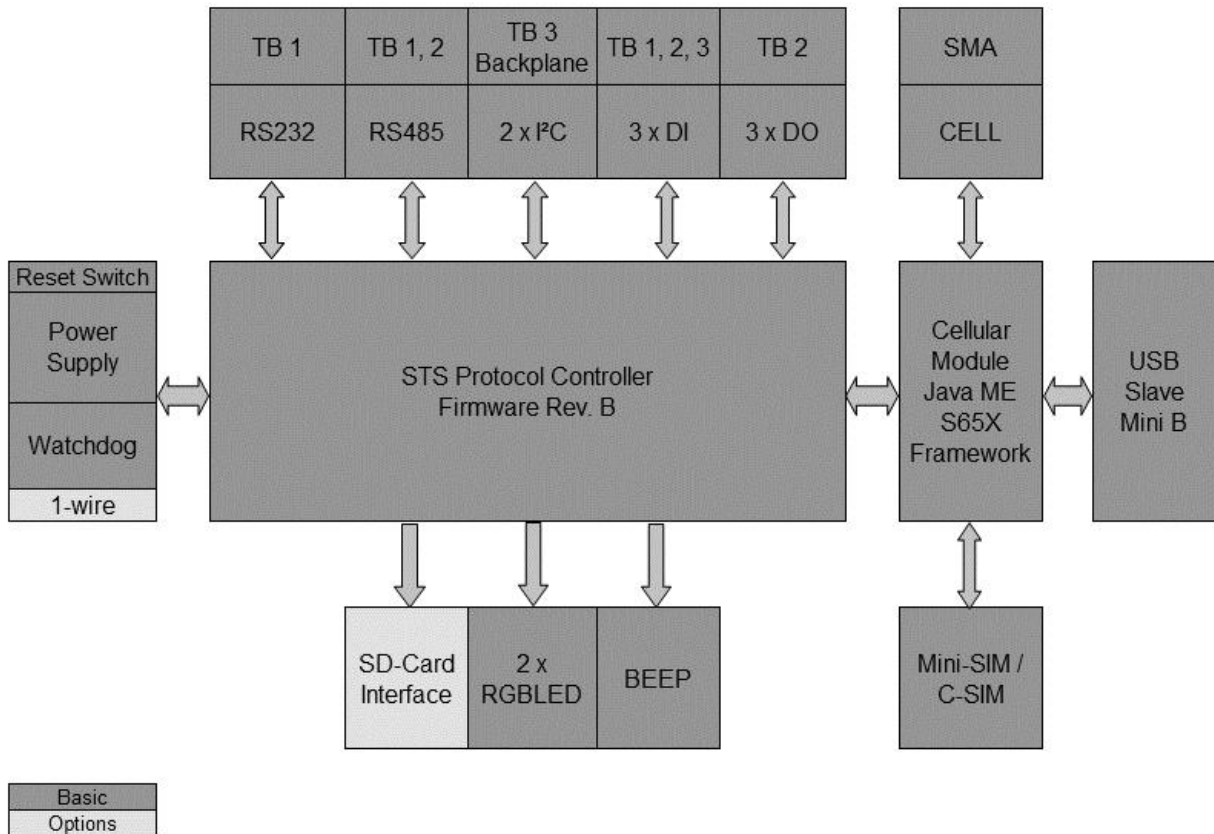 TB 1
TB 1, 2
TB 3
Backplane
TB 1, 2, 3
TB 2
SMA
RS232
RS485
2 x I²C
3 x DI
3 x DO
CELL
Reset Switch
Power
Supply
Watchdog
1-wire
STS Protocol Controller
Firmware Rev. B
Cellular
Module
Java ME
S65X
Framework
USB
Slave
Mini B
SD-Card
Interface
2 x
RGBLED
BEEP
Mini-SIM /
C-SIM
Basic
Options